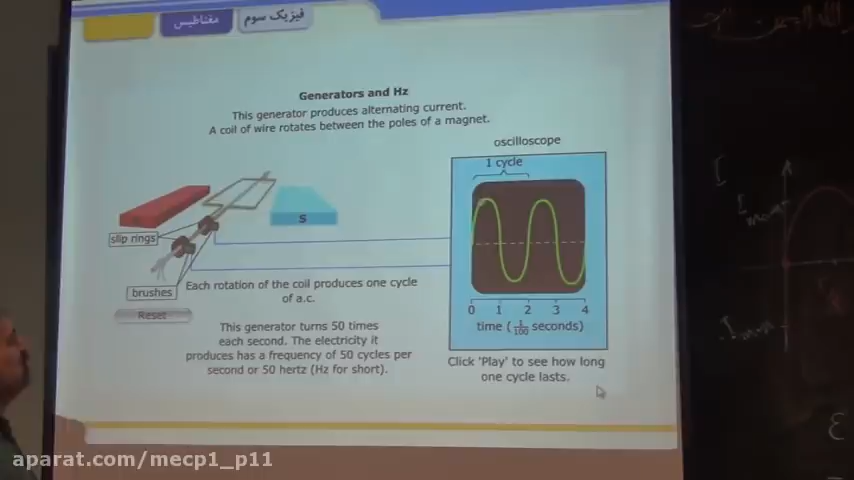 فیزیک سوم
مغناطیس
Generators and Hz
This generator produces alternating current.
A coil of wire rotates between the poles of a magnet.
oscilloscope
1 cycle
S
slip rings
brushes
Each rotation of the coil produces one cycle
of a.c.
Reset
0 1 2 3 4
time (1/100 seconds)
This generator turns 50 times
each second. The electricity it
produces has a frequency of 50 cycles per
second or 50 hertz (Hz for short).
Click 'Play' to see how long
one cycle lasts.
I
I max
-I max
ε
aparat.com/mecp1_p11